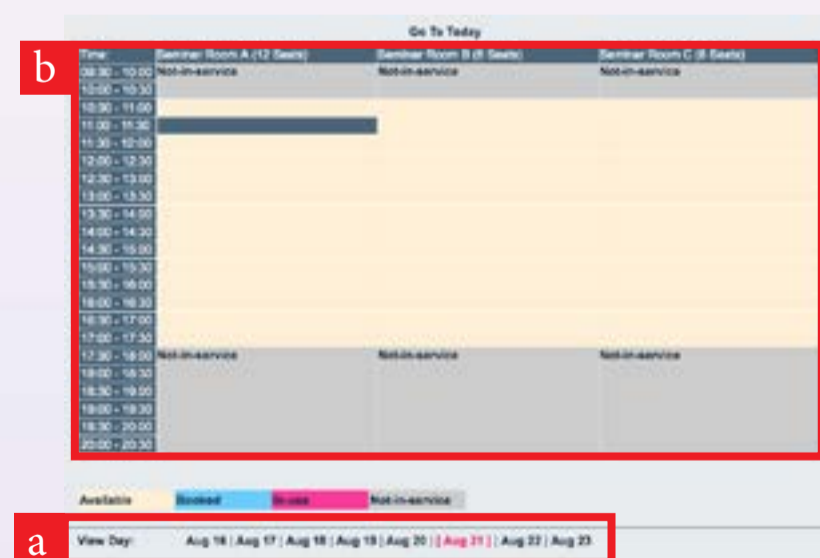 Go To Today
b
Time Seminar Room A (12 Seats) Seminar Room B (6 Seats) Seminar Room C (6 Seats)
09:30 - 10:00 Not-in-service Not-in-service Not-in-service
10:00 - 10:30
10:30 - 11:00
11:00 - 11:30
11:30 - 12:00
12:00 - 12:30
12:30 - 13:00
13:00 - 13:30
13:30 - 14:00
14:00 - 14:30
14:30 - 15:00
15:00 - 15:30
15:30 - 16:00
16:00 - 16:30
16:30 - 17:00
17:00 - 17:30
17:30 - 18:00 Not-in-service Not-in-service Not-in-service
18:00 - 18:30
18:30 - 19:00
19:00 - 19:30
19:30 - 20:00
20:00 - 20:30
Available Booked In-use Not-in-service
a
View Day: Aug 16 | Aug 17 | Aug 18 | Aug 19 | Aug 20 | [ Aug 21 ] | Aug 22 | Aug 23